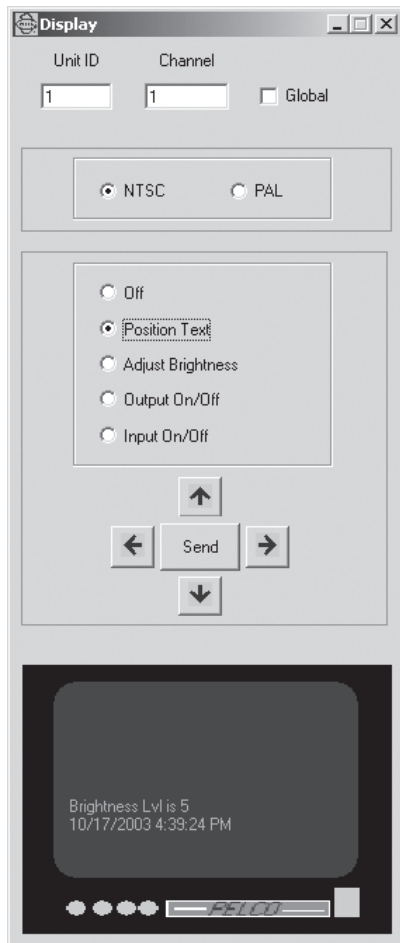 Display
Unit ID Channel
1 1 Global
NTSC PAL
Off
Position Text
Adjust Brightness
Output On/Off
Input On/Off
Send
Brightness Lvl is 5
10/17/2003 4:39:24 PM
PELCO